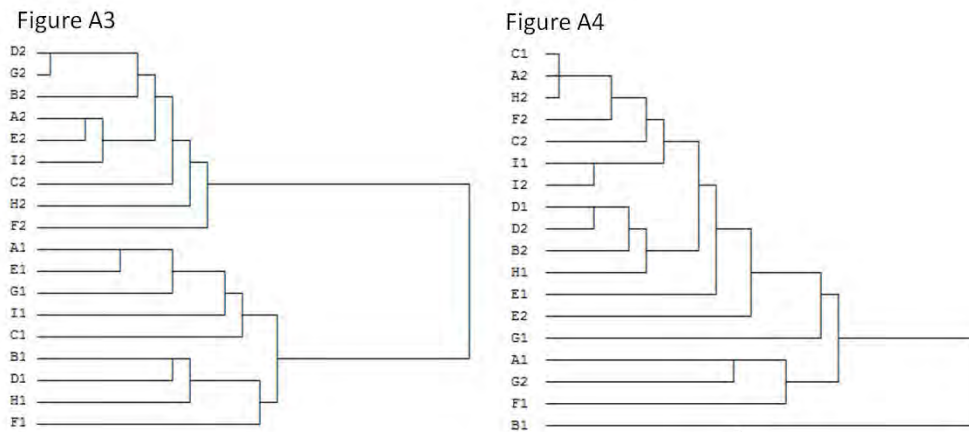 Figure A3
D2
G2
B2
A2
E2
I2
C2
H2
F2
A1
E1
G1
I1
C1
B1
D1
H1
F1
Figure A4
C1
A2
H2
F2
C2
I1
I2
D1
D2
B2
H1
E1
E2
G1
A1
G2
F1
B1